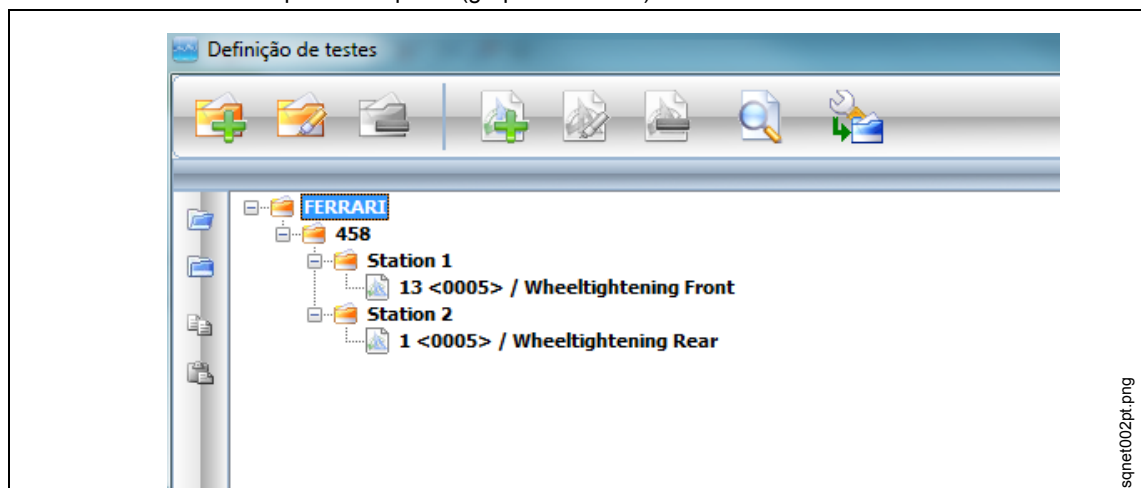 Definição de testes
FERRARI
458
Station 1
13 <0005> / Wheeltightening Front
Station 2
1 <0005> / Wheeltightening Rear
sqnet002pt.png